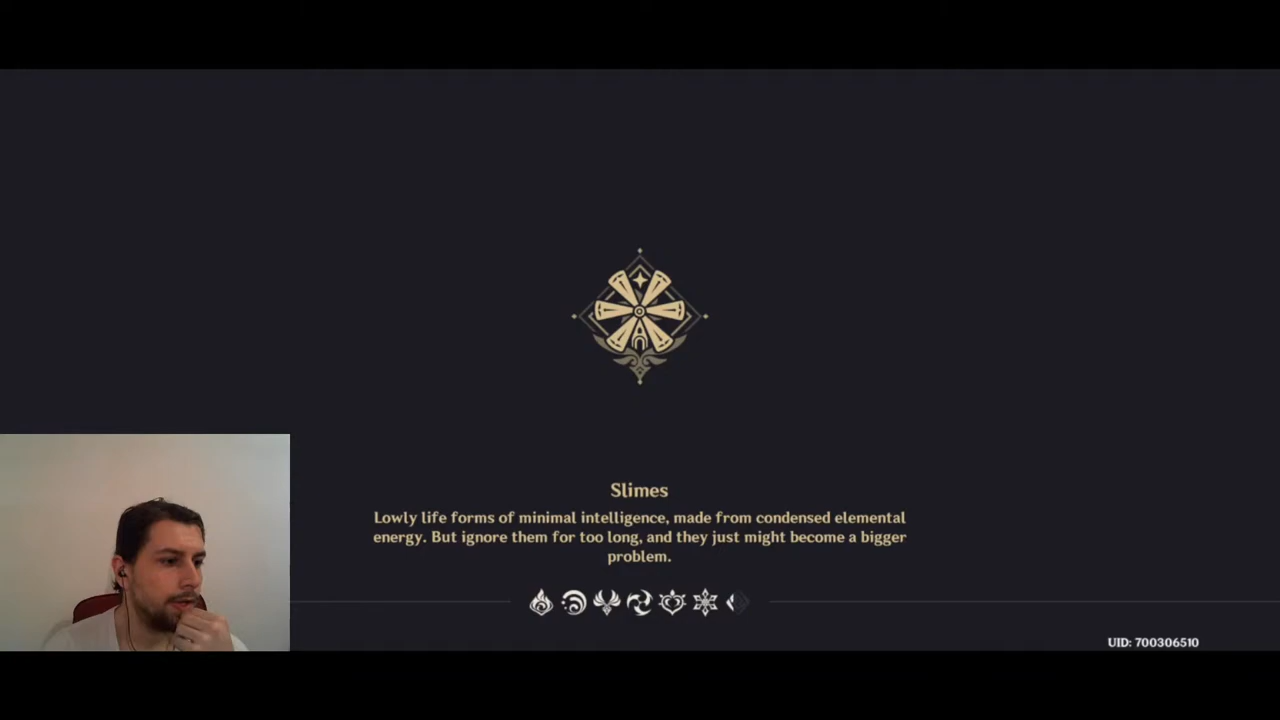 Slimes
Lowly life forms of minimal intelligence, made from condensed elemental
energy. But ignore them for too long, and they just might become a bigger
problem.
UID: 700306510